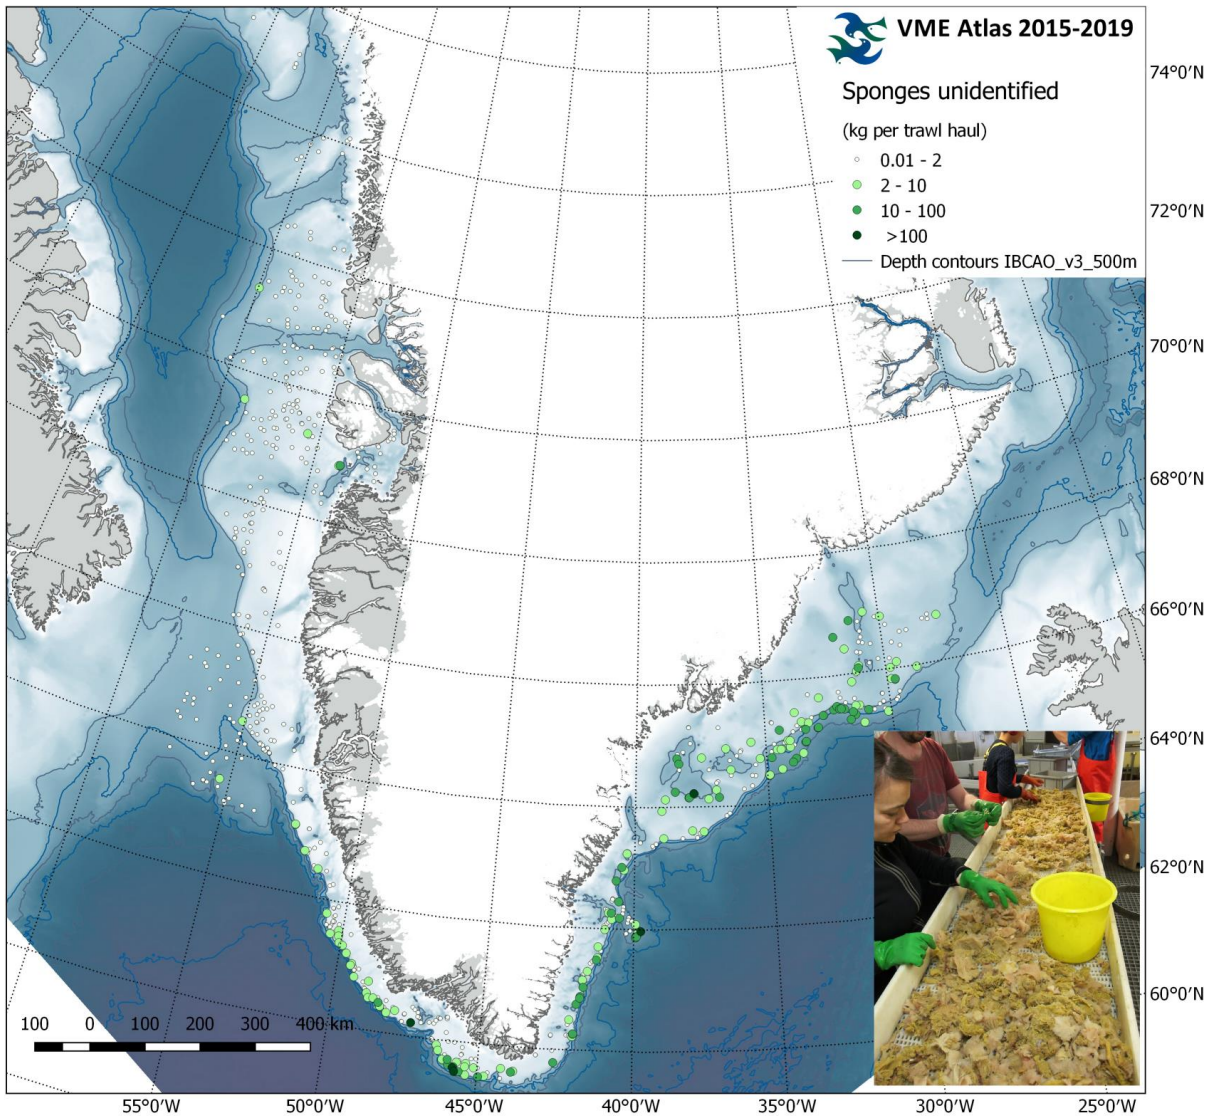 VME Atlas 2015-2019
Sponges unidentified
(kg per trawl haul)
0.01 - 2
2 - 10
10 - 100
>100
Depth contours IBCAO_v3_500m
74°0'N
72°0'N
70°0'N
68°0'N
66°0'N
64°0'N
62°0'N
60°0'N
100 0 100 200 300 400 km
55°0'W 50°0'W 45°0'W 40°0'W 35°0'W 30°0'W 25°0'W